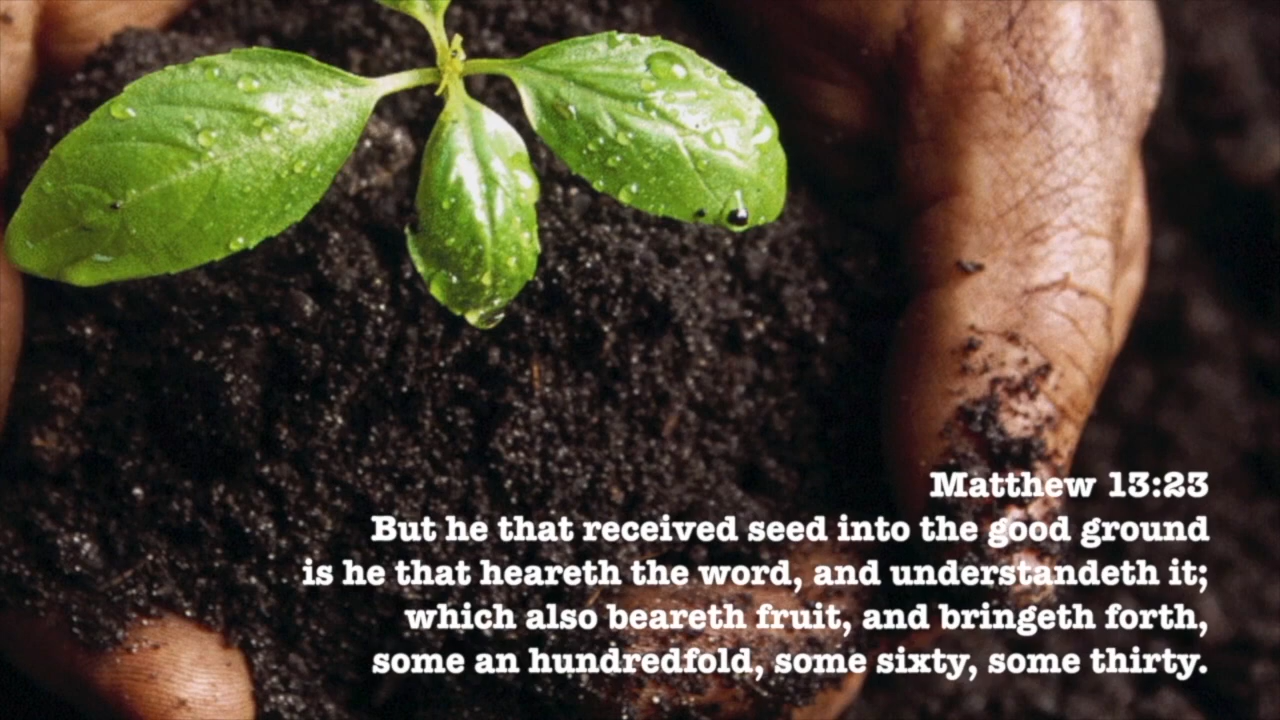 Matthew 13:23
But he that received seed into the good ground
is he that heareth the word, and understandeth it;
which also beareth fruit, and bringeth forth,
some an hundredfold, some sixty, some thirty.